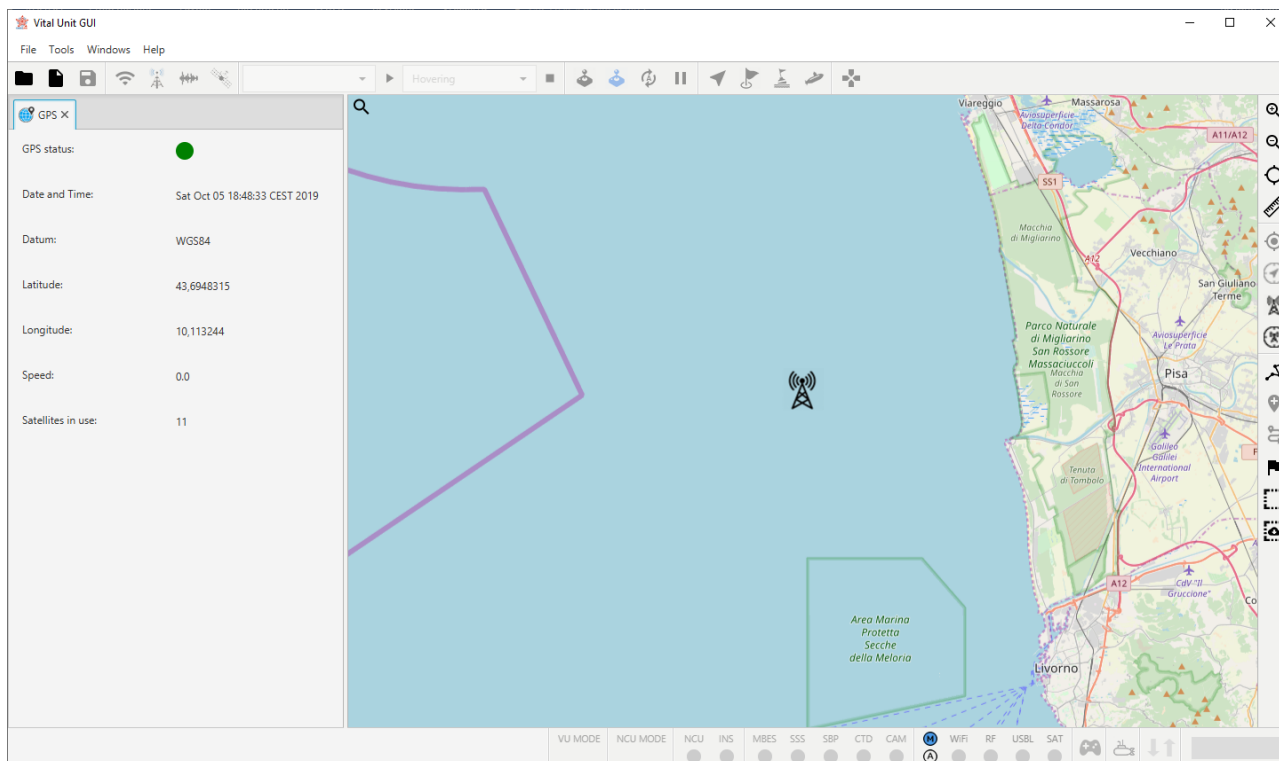 Vital Unit GUI
File Tools Windows Help
Hovering
GPS
GPS status:
Date and Time: Sat Oct 05 18:48:33 CEST 2019
Datum: WGS84
Latitude: 43,6948315
Longitude: 10,113244
Speed: 0.0
Satellites in use: 11
Viareggio
Massarosa
Aviosuperficie
Delta Condor
A11/A12
SS1
Macchia
di Migliarino
A12
Vecchiano
San Giuliano
Terme
Parco Naturale
di Migliarino
San Rossore
Massaciuccoli
Aviosuperficie
Le Prata
Macchia
di San
Rossore
Pisa
Galileo
Galilei
International
Airport
F
Tenuta
di Tombolo
A12
CdV "Il
Gruccione"
Co
Area Marina
Protetta
Secche
della Meloria
Livorno
VU MODE NCU MODE NCU INS MBES SSS SBP CTD CAM M WiFi RF USBL SAT
A